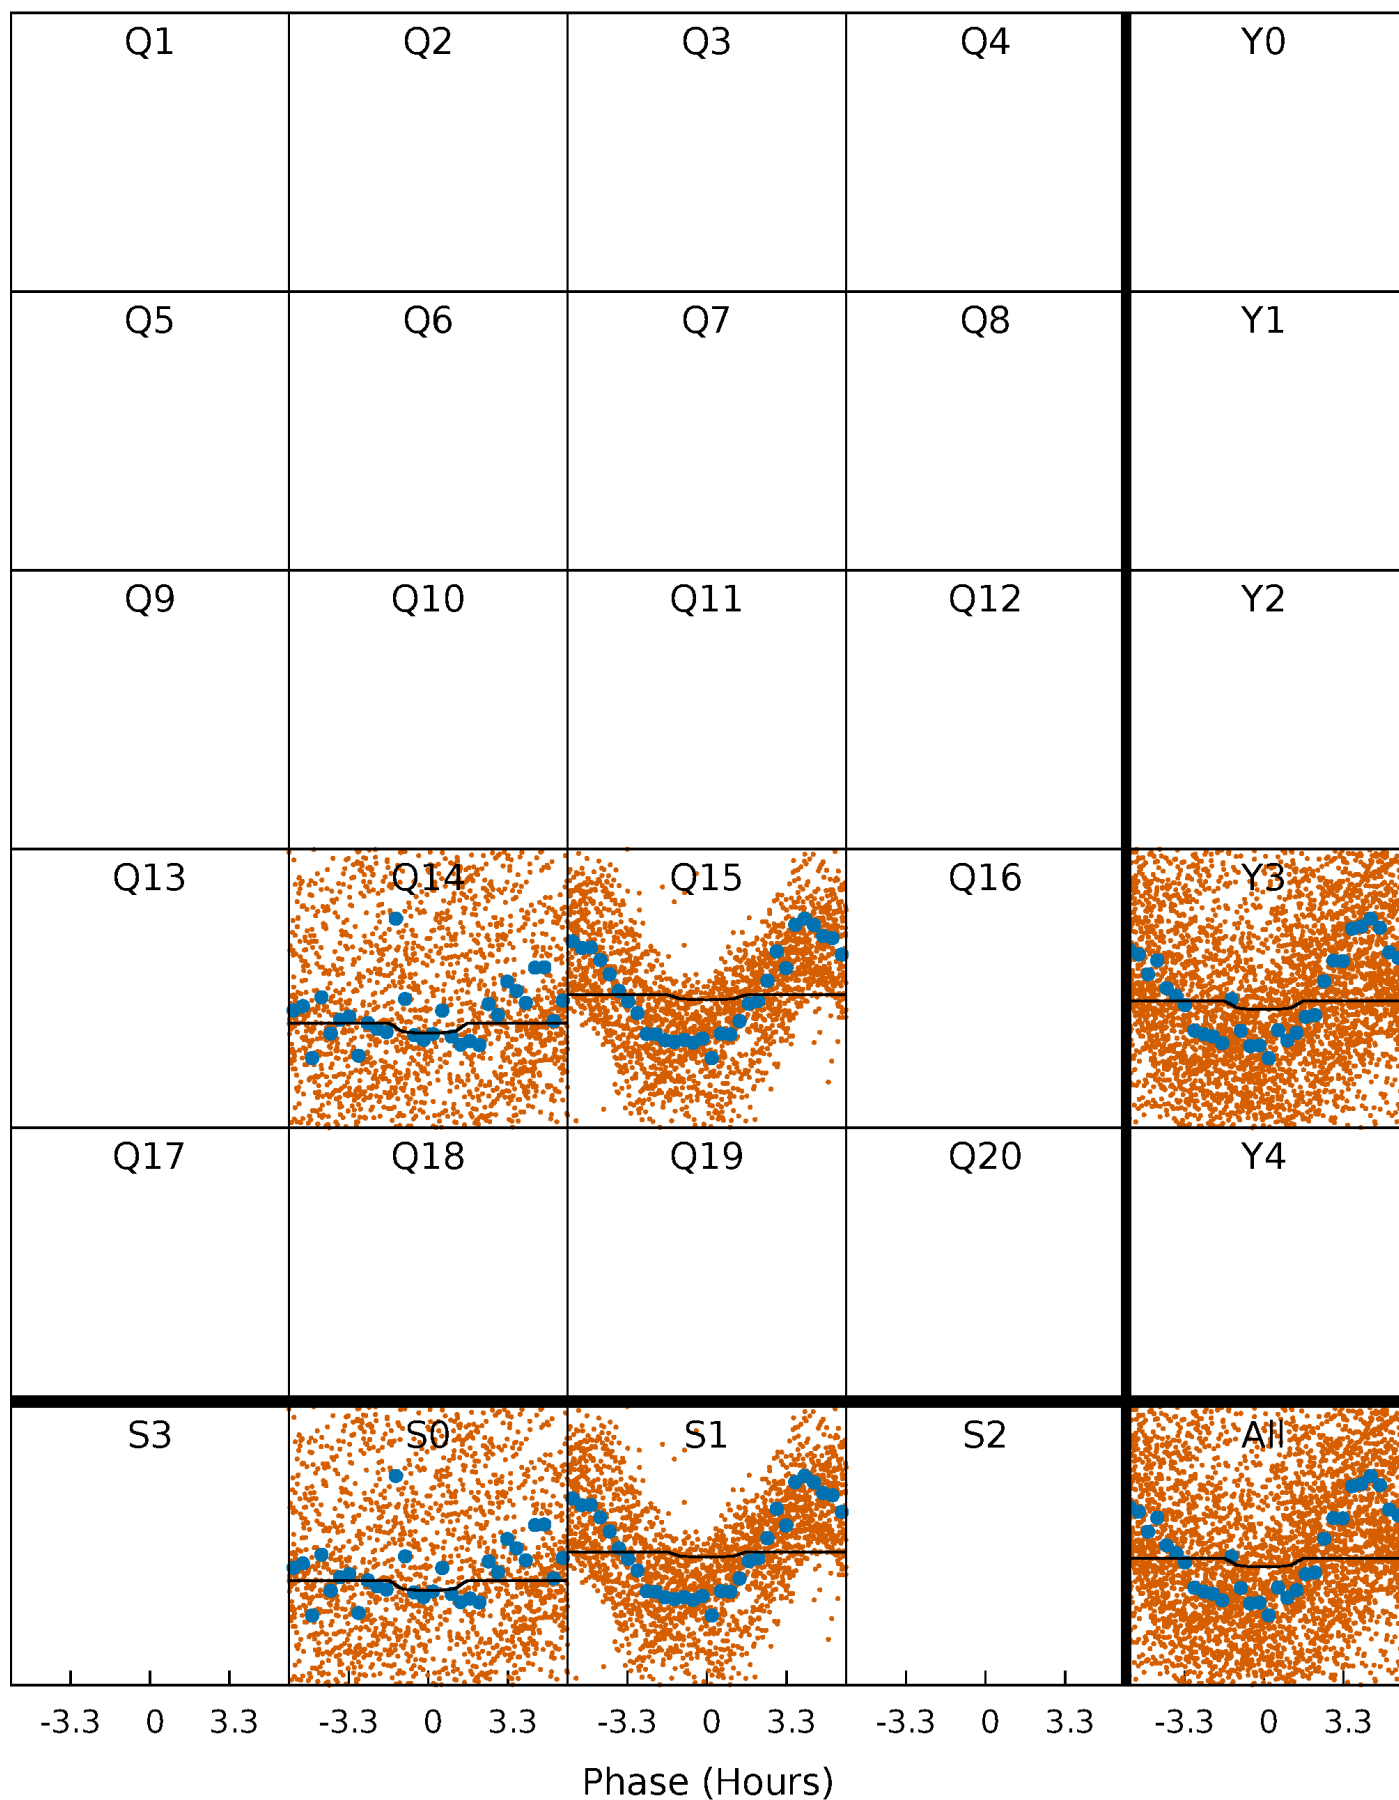 Q1 Q2 Q3 Q4 Y0
Q5 Q6 Q7 Q8 Y1
Q9 Q10 Q11 Q12 Y2
Q13 Q14 Q15 Q16 Y3
Q17 Q18 Q19 Q20 Y4
S3 S0 S1 S2 All
-3.3 0 3.3 -3.3 0 3.3 -3.3 0 3.3 -3.3 0 3.3 -3.3 0 3.3
Phase (Hours)